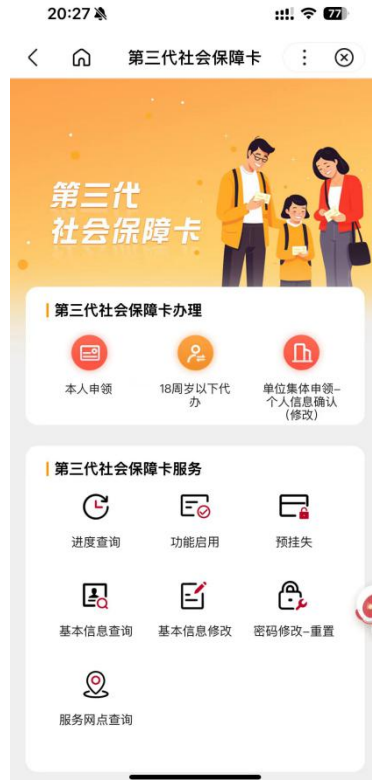 20:27
77
第三代社会保障卡
第三代
社会保障卡
第三代社会保障卡办理
本人申领
18周岁以下代
办
单位集体申领-
个人信息确认
（修改）
第三代社会保障卡服务
进度查询
功能启用
预挂失
基本信息查询
基本信息修改
密码修改-重置
服务网点查询